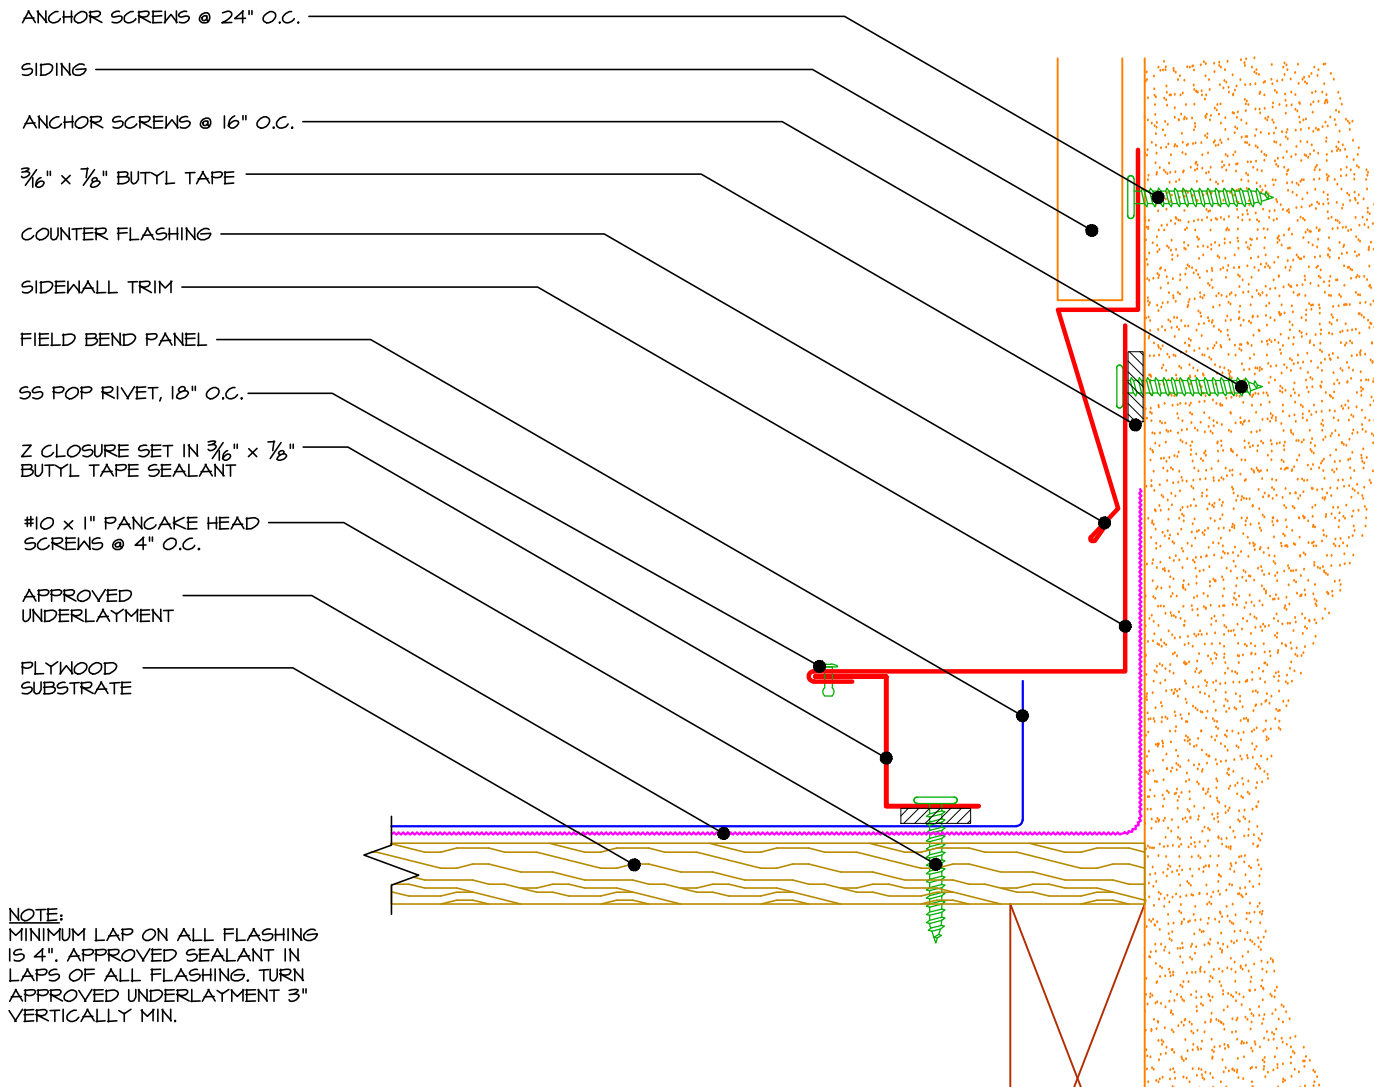 ANCHOR SCREWS @ 24" O.C.
SIDING
ANCHOR SCREWS @ 16" O.C.
3/16" x 7/8" BUTYL TAPE
COUNTER FLASHING
SIDEWALL TRIM
FIELD BEND PANEL
SS POP RIVET, 18" O.C.
Z CLOSURE SET IN 3/16" x 7/8"
BUTYL TAPE SEALANT
#10 x 1" PANCAKE HEAD
SCREWS @ 4" O.C.
APPROVED
UNDERLAYMENT
PLYWOOD
SUBSTRATE
NOTE:
MINIMUM LAP ON ALL FLASHING
IS 4". APPROVED SEALANT IN
LAPS OF ALL FLASHING. TURN
APPROVED UNDERLAYMENT 3"
VERTICALLY MIN.